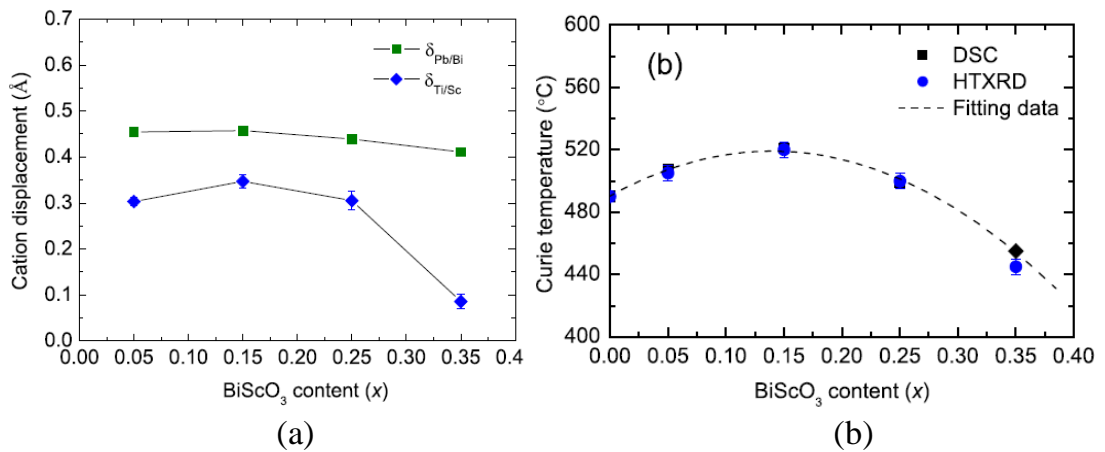 0.7
0.6
0.5
0.4
0.3
0.2
0.1
0.0
Cation displacement (Å)
δPb/Bi
δTi/Sc
0.00 0.05 0.10 0.15 0.20 0.25 0.30 0.35 0.40
BiScO3 content (x)
(a)
600
560
520
480
440
400
Curie temperature (°C)
(b)
DSC
HTXRD
Fitting data
0.00 0.05 0.10 0.15 0.20 0.25 0.30 0.35 0.40
BiScO3 content (x)
(b)